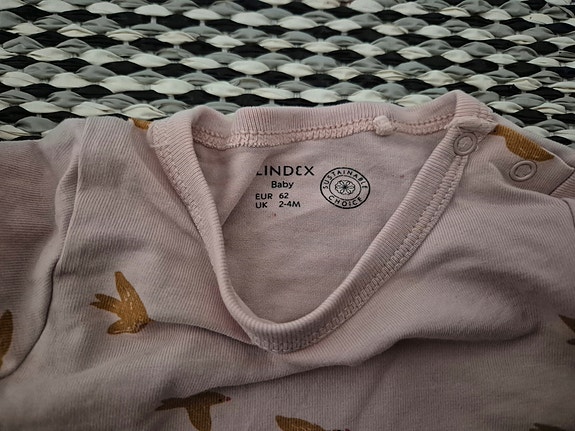 LINDEX
Baby
EUR 62
UK 2-4M
SUSTAINABLE
CHOICE